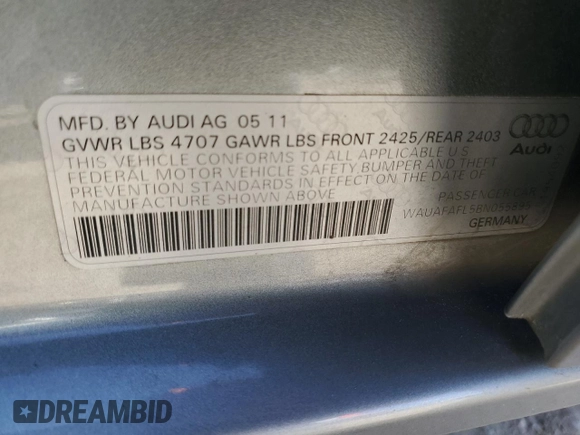 MFD. BY AUDI AG 05 11
GVWR LBS 4707 GAWR LBS FRONT 2425/REAR 2403
THIS VEHICLE CONFORMS TO ALL APPLICABLE U.S.
FEDERAL MOTOR VEHICLE SAFETY, BUMPER AND THEFT
PREVENTION STANDARDS IN EFFECT ON THE DATE OF
MANUFACTURE SHOWN ABOVE
Audi
PASSENGER CAR
GERMANY
DREAMBID